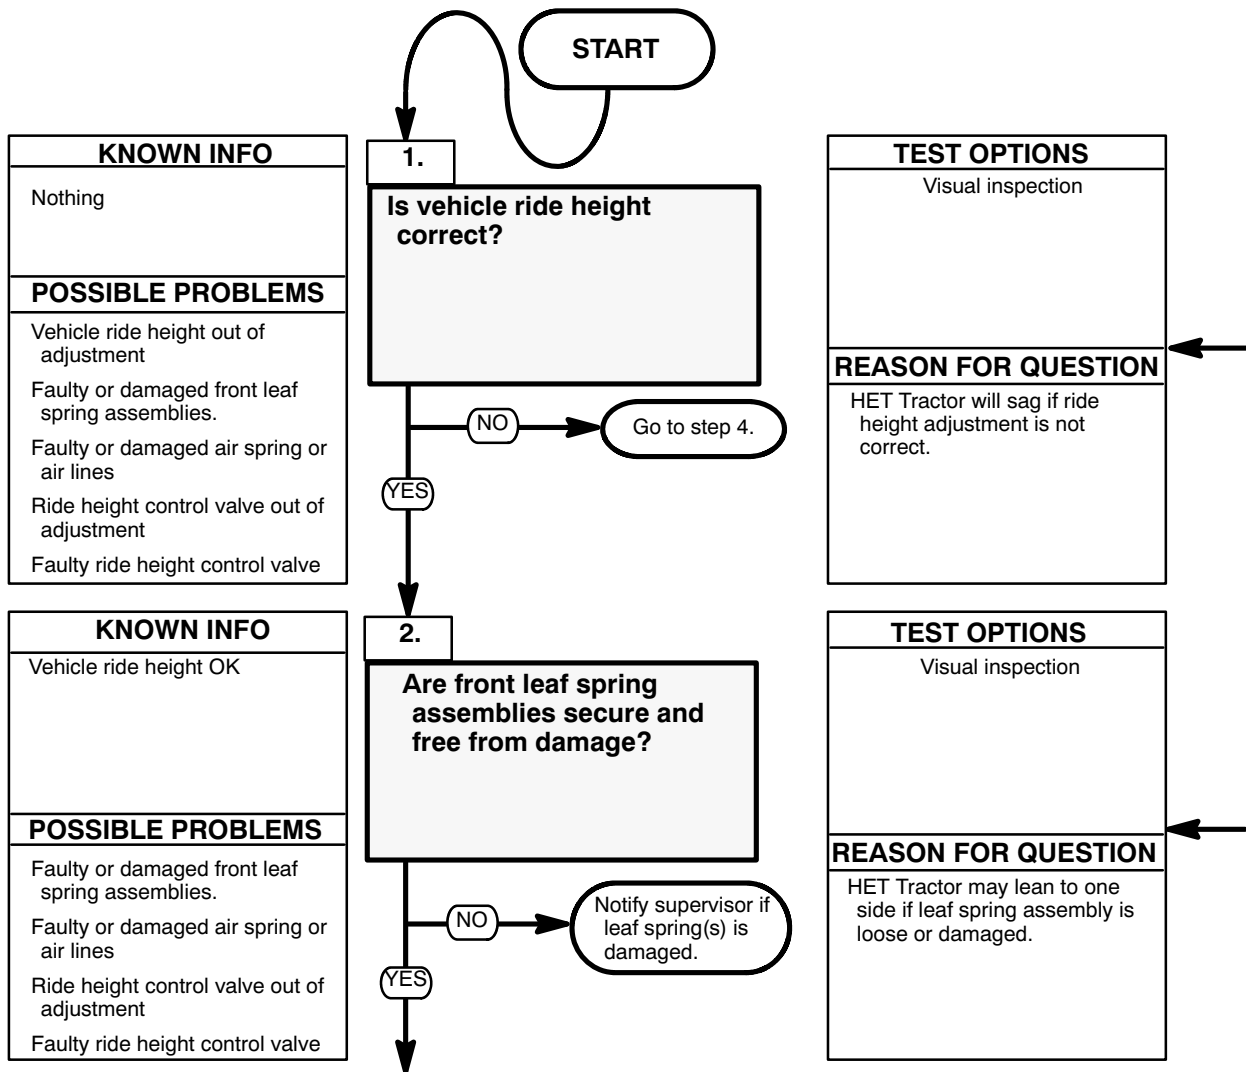 START
KNOWN INFO
Nothing
POSSIBLE PROBLEMS
Vehicle ride height out of
adjustment
Faulty or damaged front leaf
spring assemblies.
Faulty or damaged air spring or
air lines
Ride height control valve out of
adjustment
Faulty ride height control valve
1.
Is vehicle ride height
correct?
NO
Go to step 4.
YES
TEST OPTIONS
Visual inspection
REASON FOR QUESTION
HET Tractor will sag if ride
height adjustment is not
correct.
KNOWN INFO
Vehicle ride height OK
POSSIBLE PROBLEMS
Faulty or damaged front leaf
spring assemblies.
Faulty or damaged air spring or
air lines
Ride height control valve out of
adjustment
Faulty ride height control valve
2.
Are front leaf spring
assemblies secure and
free from damage?
NO
Notify supervisor if
leaf spring(s) is
damaged.
YES
TEST OPTIONS
Visual inspection
REASON FOR QUESTION
HET Tractor may lean to one
side if leaf spring assembly is
loose or damaged.